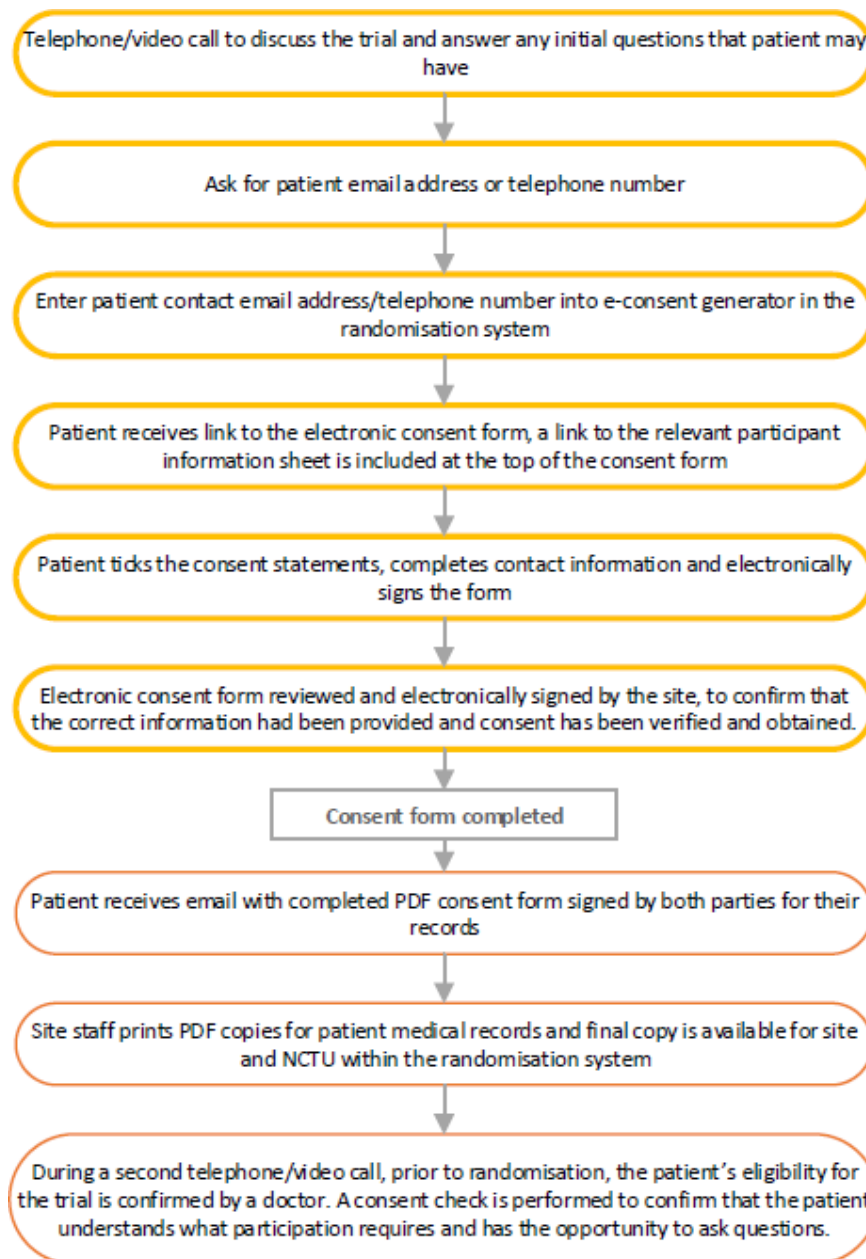 Telephone/video call to discuss the trial and answer any initial questions that patient may
have
Ask for patient email address or telephone number
Enter patient contact email address/telephone number into e-consent generator in the
randomisation system
Patient receives link to the electronic consent form, a link to the relevant participant
information sheet is included at the top of the consent form
Patient ticks the consent statements, completes contact information and electronically
signs the form
Electronic consent form reviewed and electronically signed by the site, to confirm that
the correct information had been provided and consent has been verified and obtained.
Consent form completed
Patient receives email with completed PDF consent form signed by both parties for their
records
Site staff prints PDF copies for patient medical records and final copy is available for site
and NCTU within the randomisation system
During a second telephone/video call, prior to randomisation, the patient's eligibility for
the trial is confirmed by a doctor. A consent check is performed to confirm that the patient
understands what participation requires and has the opportunity to ask questions.